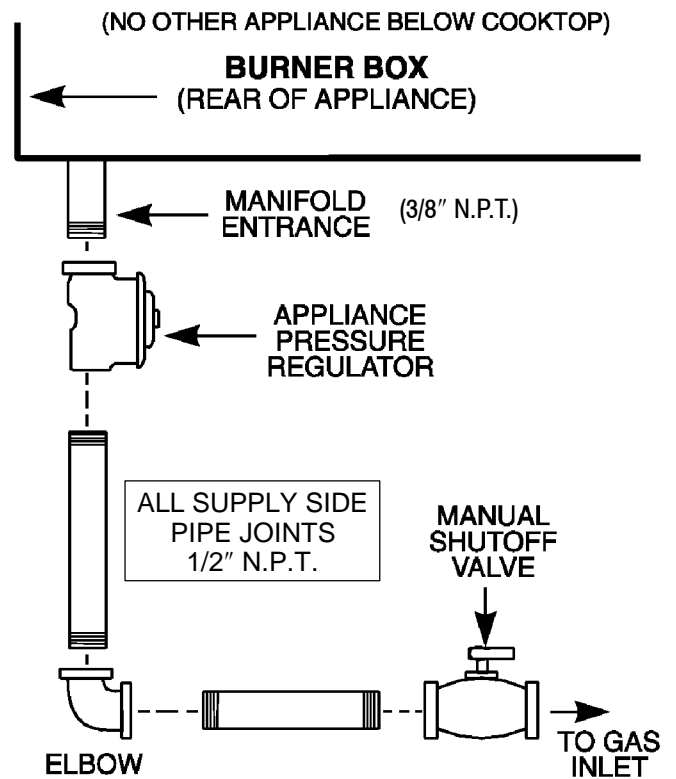 (NO OTHER APPLIANCE BELOW COOKTOP)
BURNER BOX
(REAR OF APPLIANCE)
MANIFOLD
ENTRANCE
(3/8″ N.P.T.)
APPLIANCE
PRESSURE
REGULATOR
ALL SUPPLY SIDE
PIPE JOINTS
1/2″ N.P.T.
MANUAL
SHUTOFF
VALVE
ELBOW
TO GAS
INLET